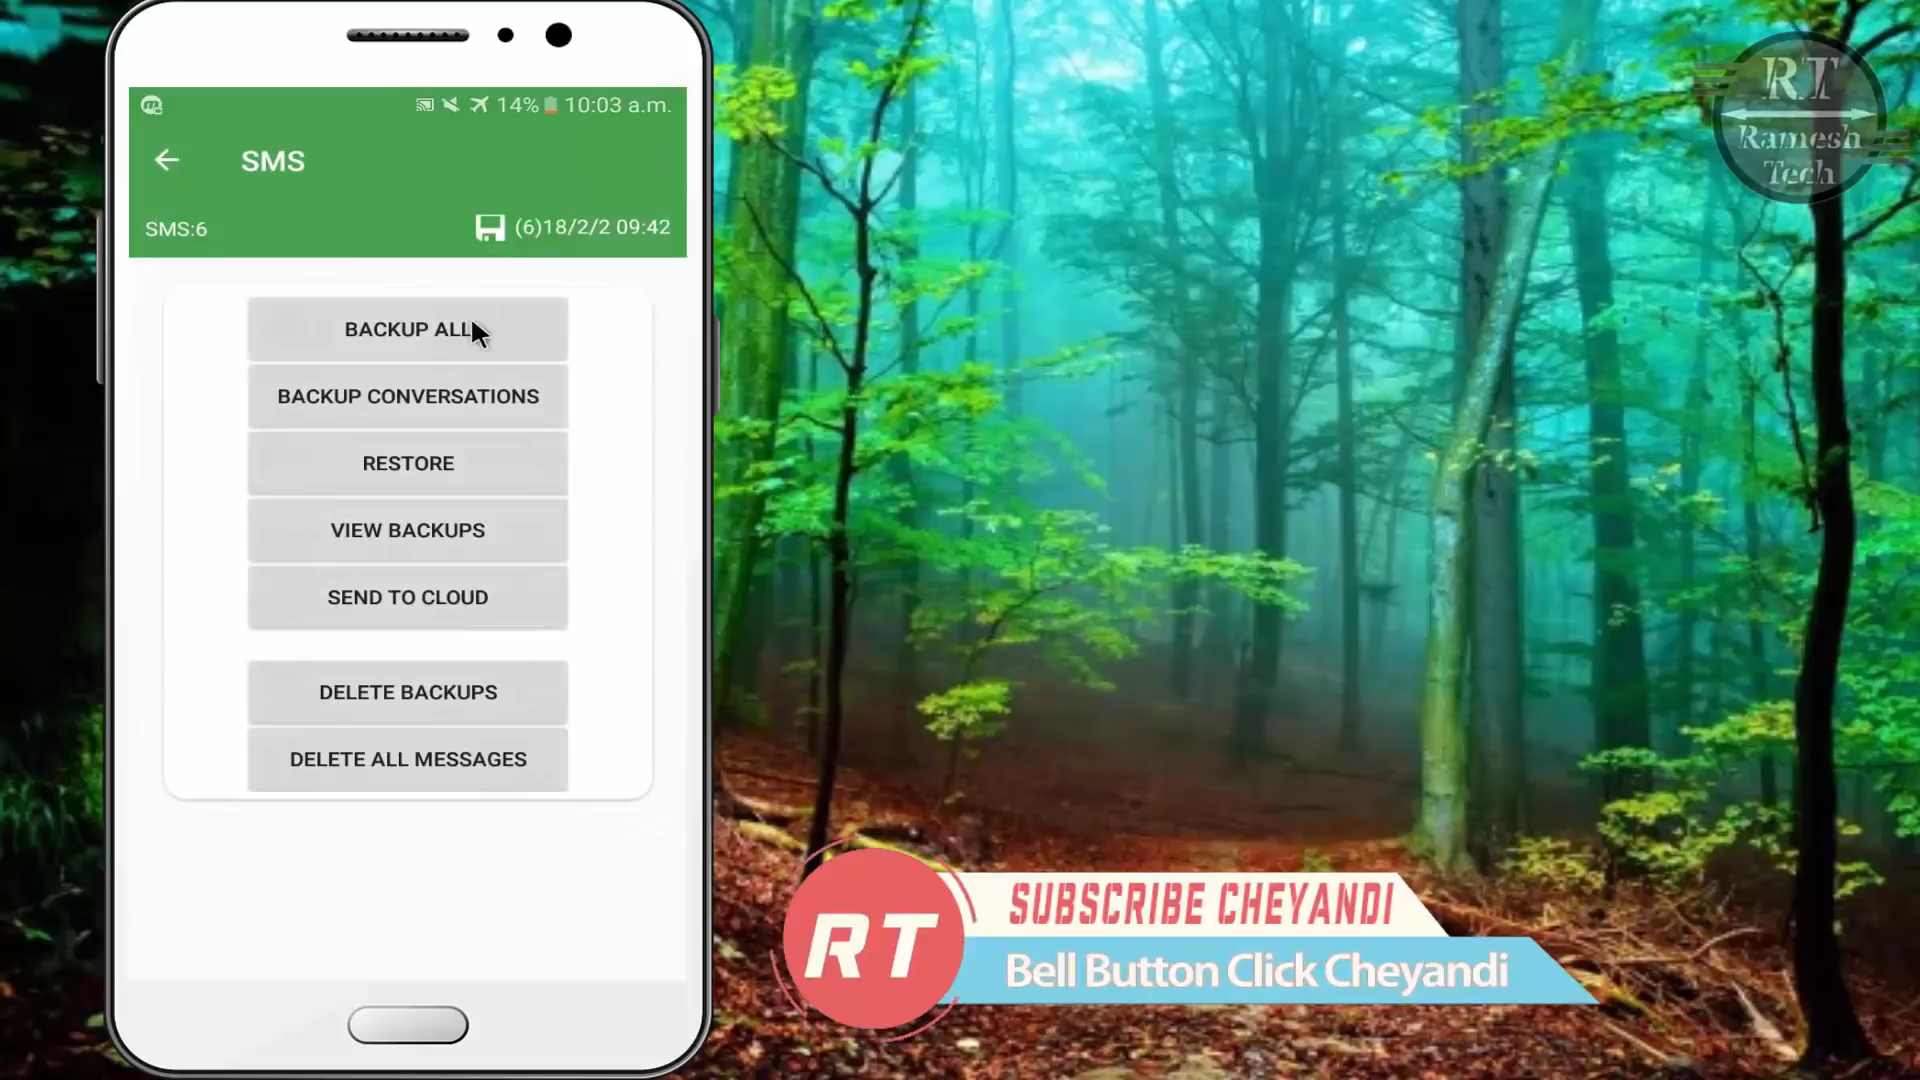 14% 10:03 a.m.
SMS
SMS:6
(6)18/2/2 09:42
BACKUP ALL
BACKUP CONVERSATIONS
RESTORE
VIEW BACKUPS
SEND TO CLOUD
DELETE BACKUPS
DELETE ALL MESSAGES
RT
Ramesh
Tech
RT
SUBSCRIBE CHEYANDI
Bell Button Click Cheyandi